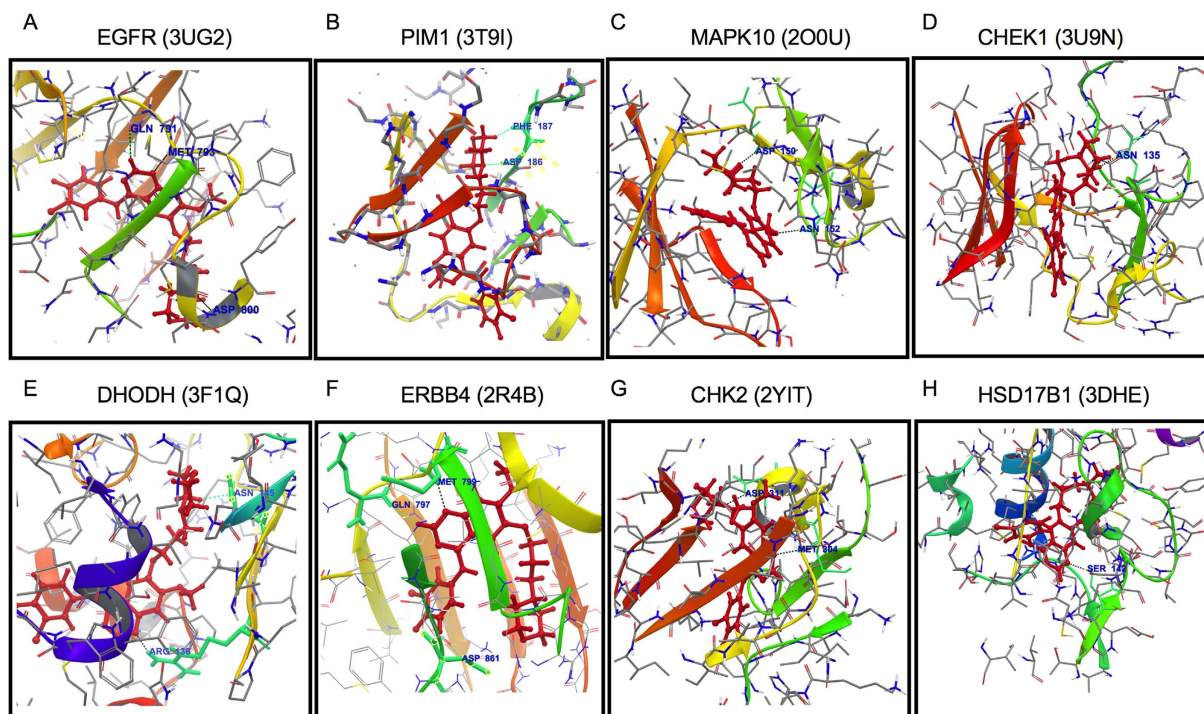 A
EGFR (3UG2)
B
PIM1 (3T9I)
C
MAPK10 (2O0U)
D
CHEK1 (3U9N)
GLN 791
MET 793
ASP 800
PHE 187
ASP 186
ASP 150
ASN 152
ASN 135
E
DHODH (3F1Q)
F
ERBB4 (2R4B)
G
CHK2 (2YIT)
H
HSD17B1 (3DHE)
ASN 145
ARG 136
MET 799
GLN 797
ASP 861
ASP 311
MET 304
SER 142